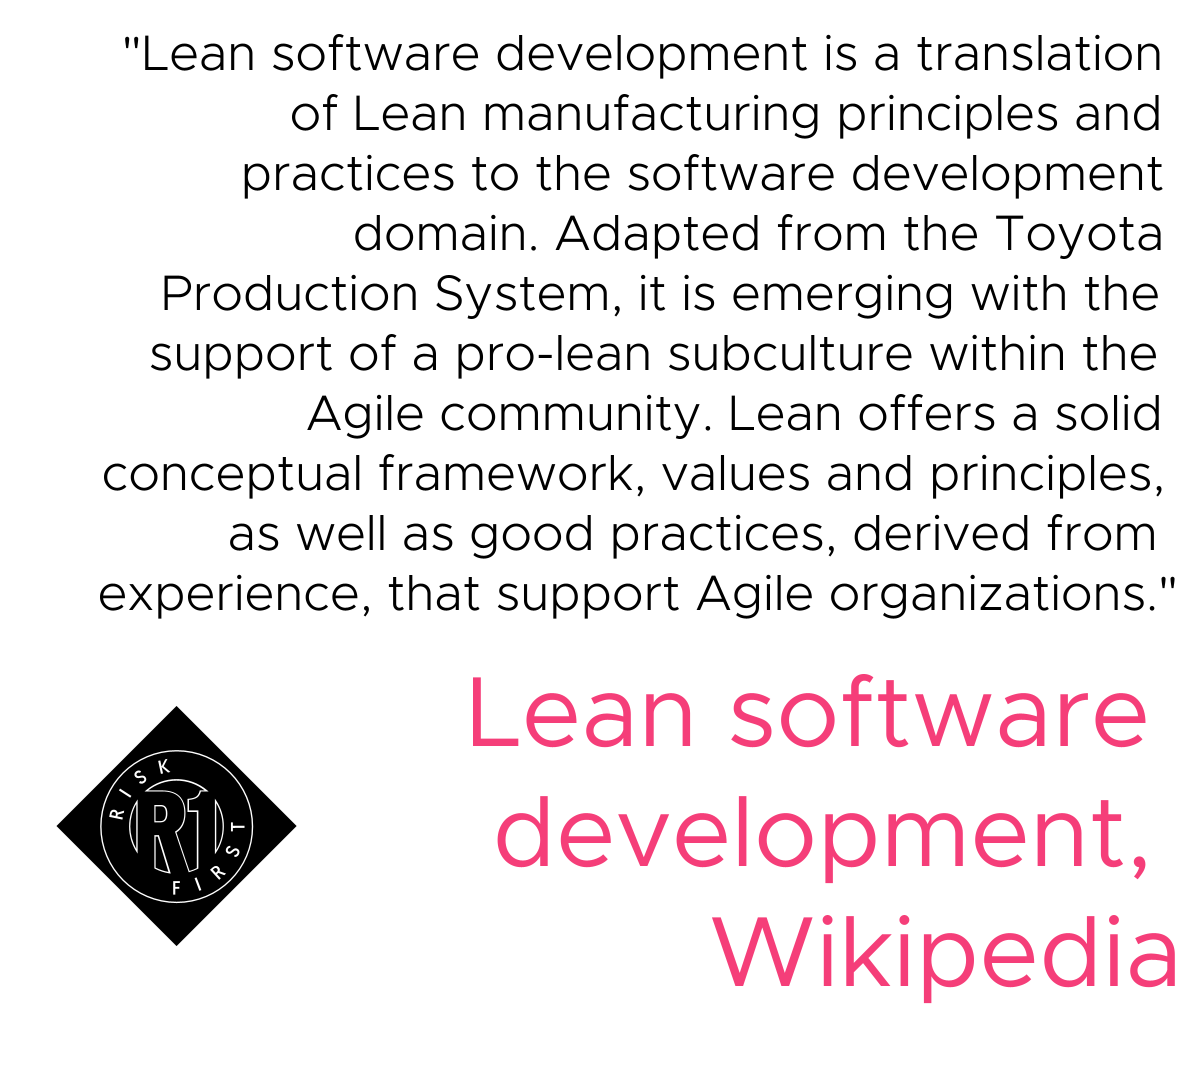 "Lean software development is a translation
of Lean manufacturing principles and
practices to the software development
domain. Adapted from the Toyota
Production System, it is emerging with the
support of a pro-lean subculture within the
Agile community. Lean offers a solid
conceptual framework, values and principles,
as well as good practices, derived from
experience, that support Agile organizations."
Lean software
development,
Wikipedia
RISK
R1
FIRST